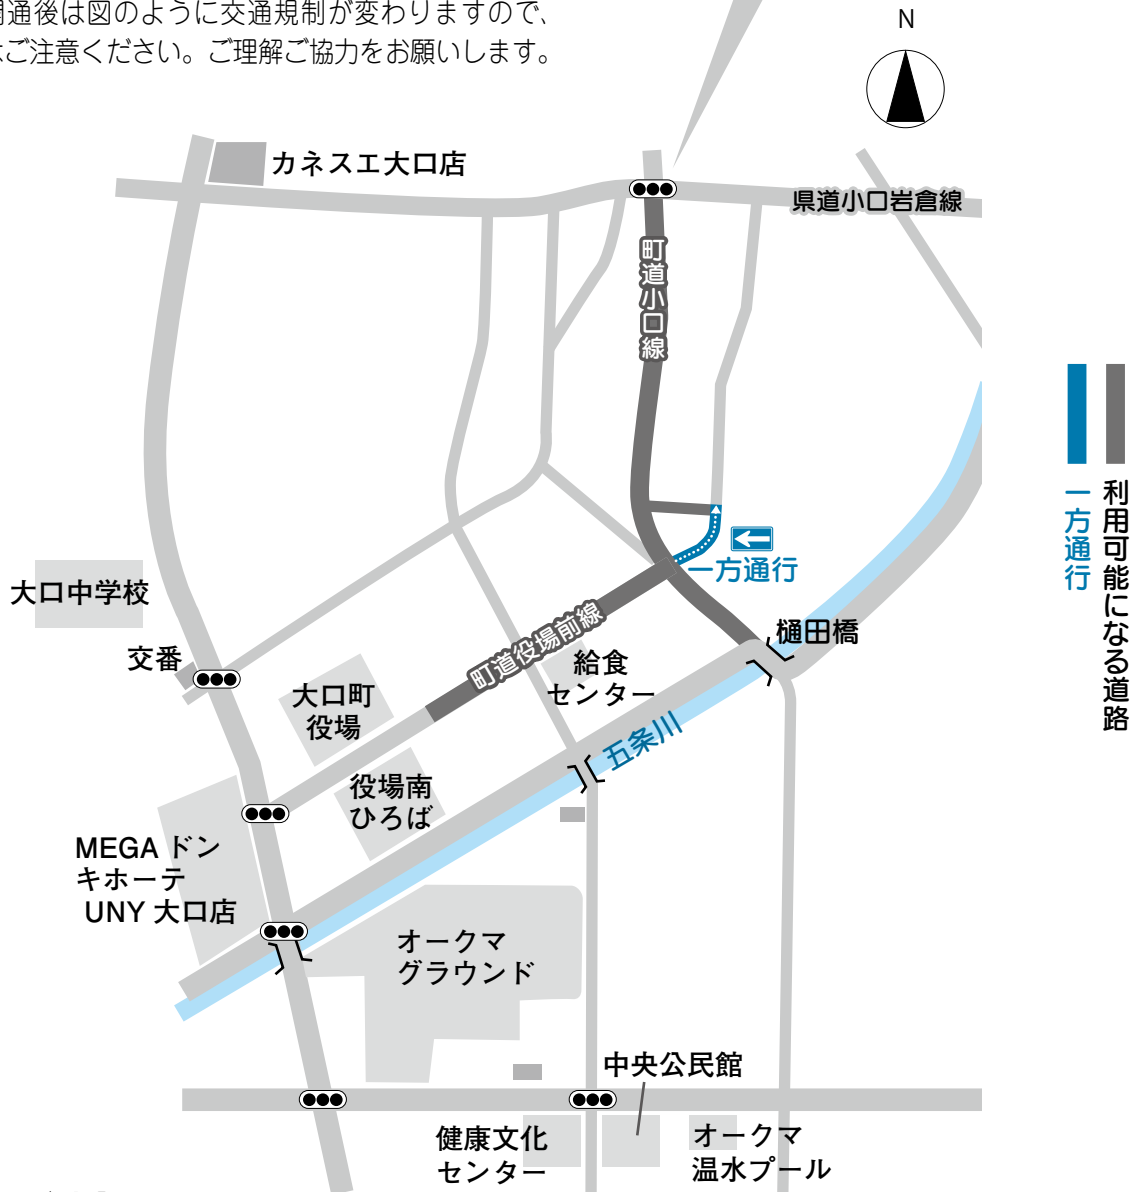 開通後は図のように交通規制が変わりますので、
はご注意ください。ご理解ご協力をお願いします。
N
カネスエ大口店
県道小口岩倉線
町道小口線
利用可能になる道路
一方通行
一方通行
大口中学校
樋田橋
交番
町道役場前線
給食
センター
大口町
役場
五条川
役場南
ひろば
MEGA ドン
キホーテ
UNY 大口店
オークマ
グラウンド
中央公民館
健康文化
センター
オークマ
温水プール